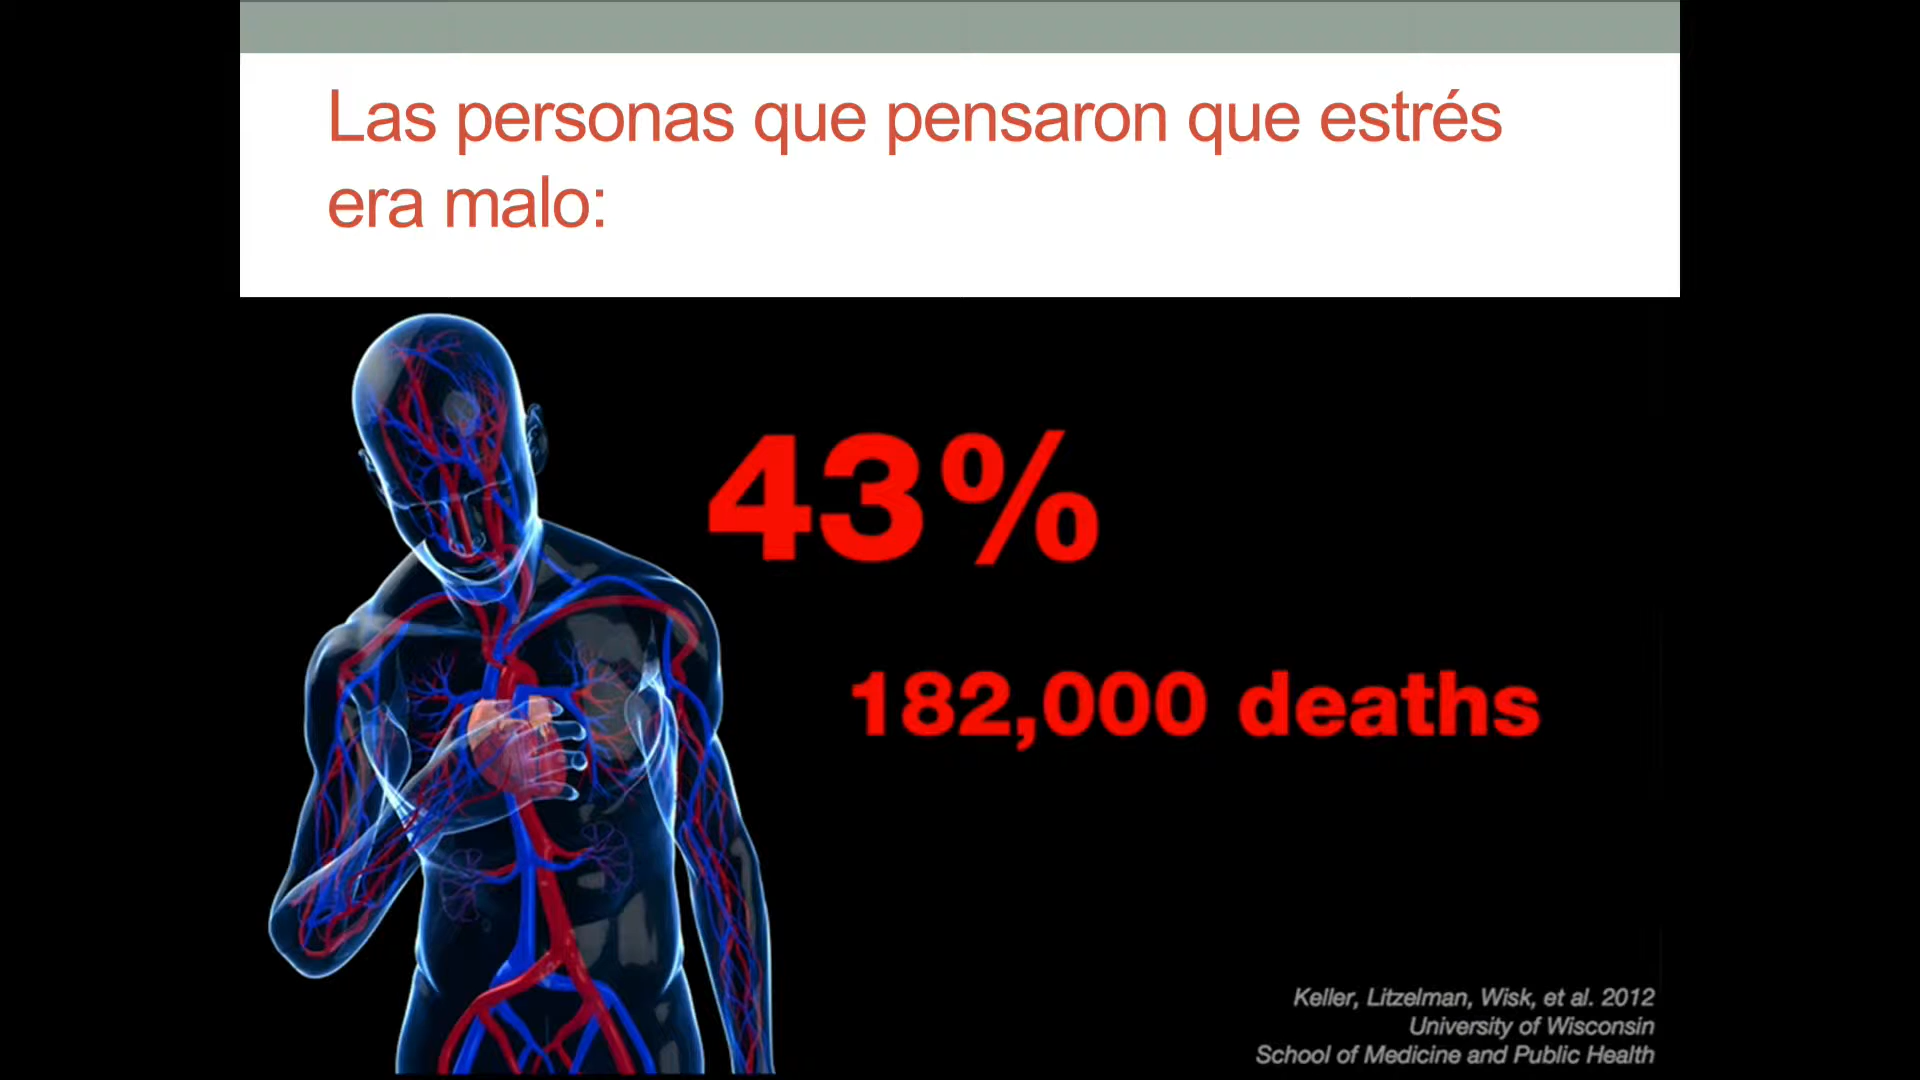 Las personas que pensaron que estrés
era malo:
43%
182,000 deaths
Keller, Litzelman, Wisk, et al. 2012
University of Wisconsin
School of Medicine and Public Health